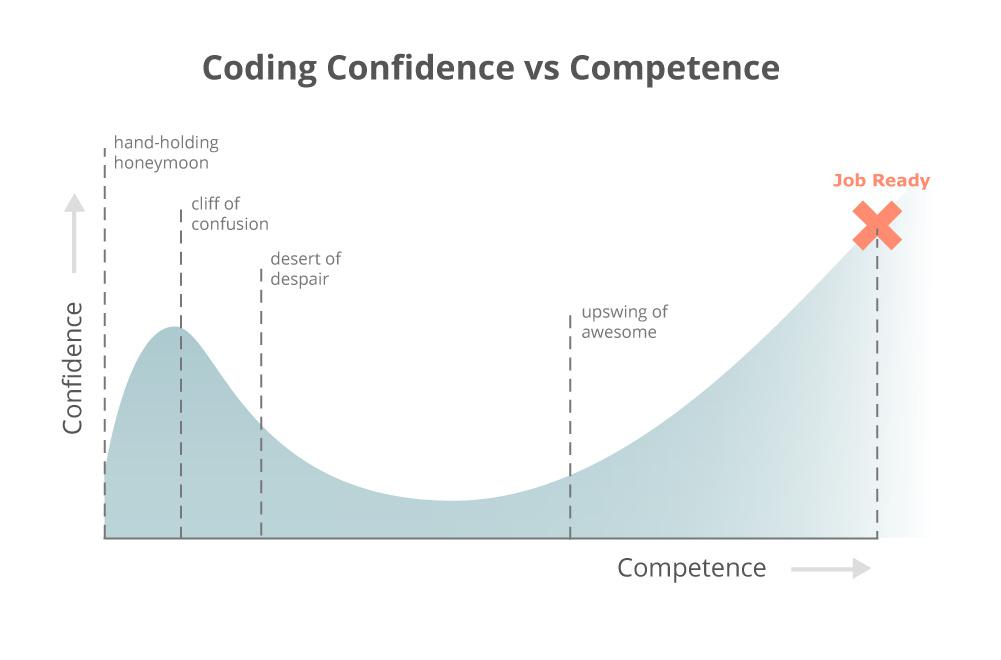 Coding Confidence vs Competence
hand-holding
honeymoon
cliff of
confusion
desert of
despair
upswing of
awesome
Job Ready
Confidence
Competence